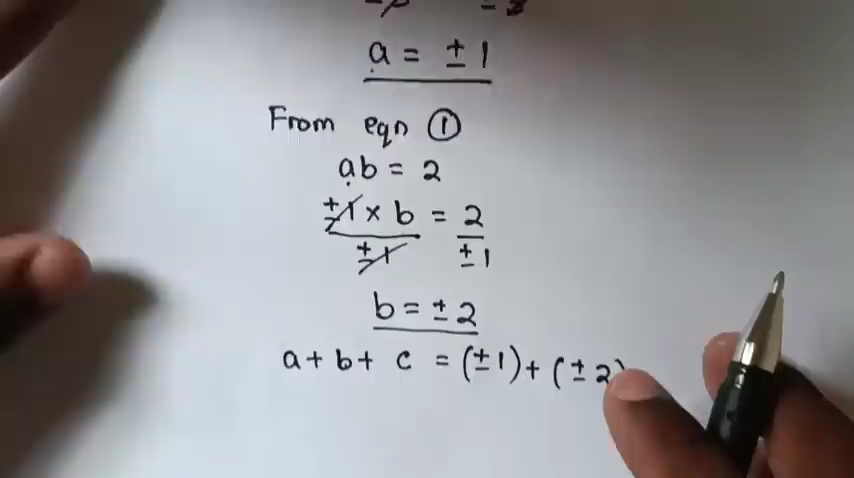 a = ± 1
From eqn ①
ab = 2
±1 × b = 2
±1 ±1
b = ± 2
a + b + c = (±1) + (± 2)